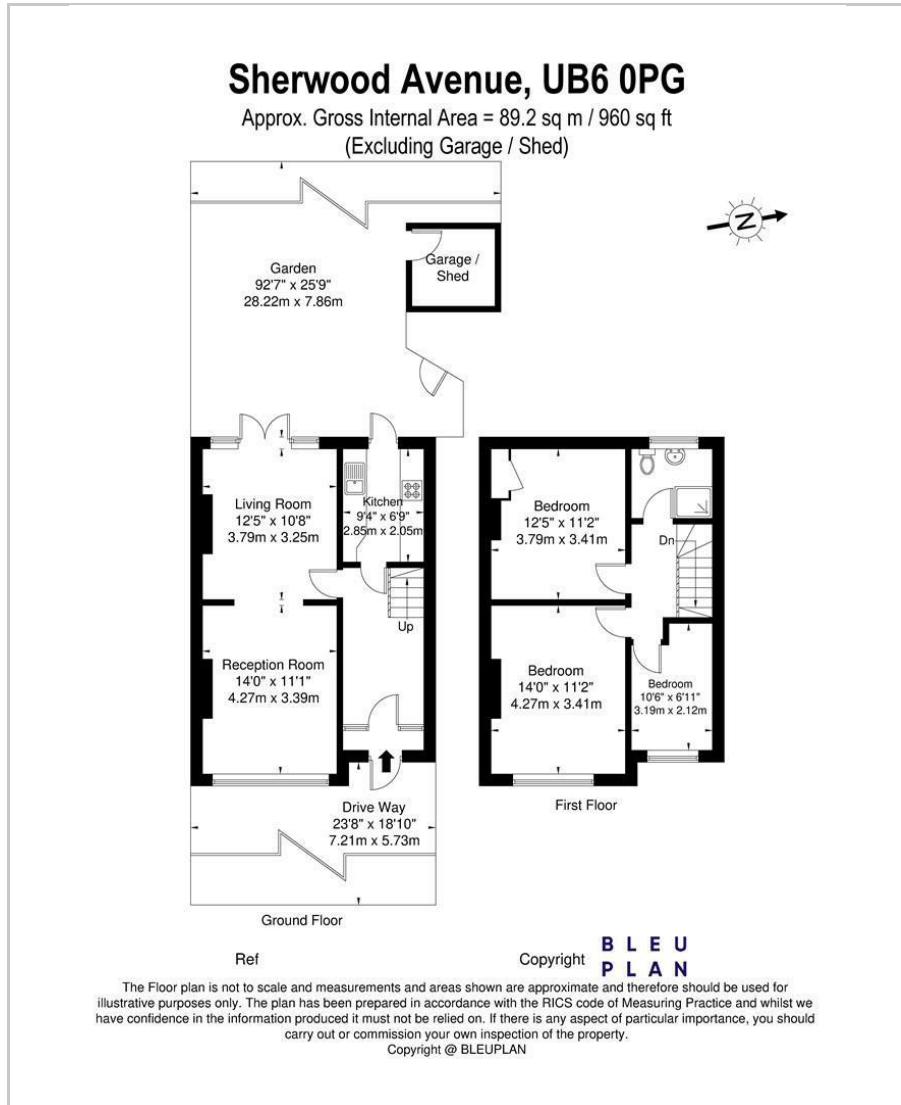 Sherwood Avenue, UB6 0PG
Approx. Gross Internal Area = 89.2 sq m / 960 sq ft
(Excluding Garage / Shed)
N
Garage /
Shed
Garden
92'7" x 25'9"
28.22m x 7.86m
Living Room
12'5" x 10'8"
3.79m x 3.25m
Kitchen
9'4" x 6'9"
2.85m x 2.05m
Up
Reception Room
14'0" x 11'1"
4.27m x 3.39m
Drive Way
23'8" x 18'10"
7.21m x 5.73m
Ground Floor
Bedroom
12'5" x 11'2"
3.79m x 3.41m
Dn
Bedroom
14'0" x 11'2"
4.27m x 3.41m
Bedroom
10'6" x 6'11"
3.19m x 2.12m
First Floor
Ref
Copyright
BLEU
PLAN
The Floor plan is not to scale and measurements and areas shown are approximate and therefore should be used for
illustrative purposes only. The plan has been prepared in accordance with the RICS code of Measuring Practice and whilst we
have confidence in the information produced it must not be relied on. If there is any aspect of particular importance, you should
carry out or commission your own inspection of the property.
Copyright @ BLEUPLAN